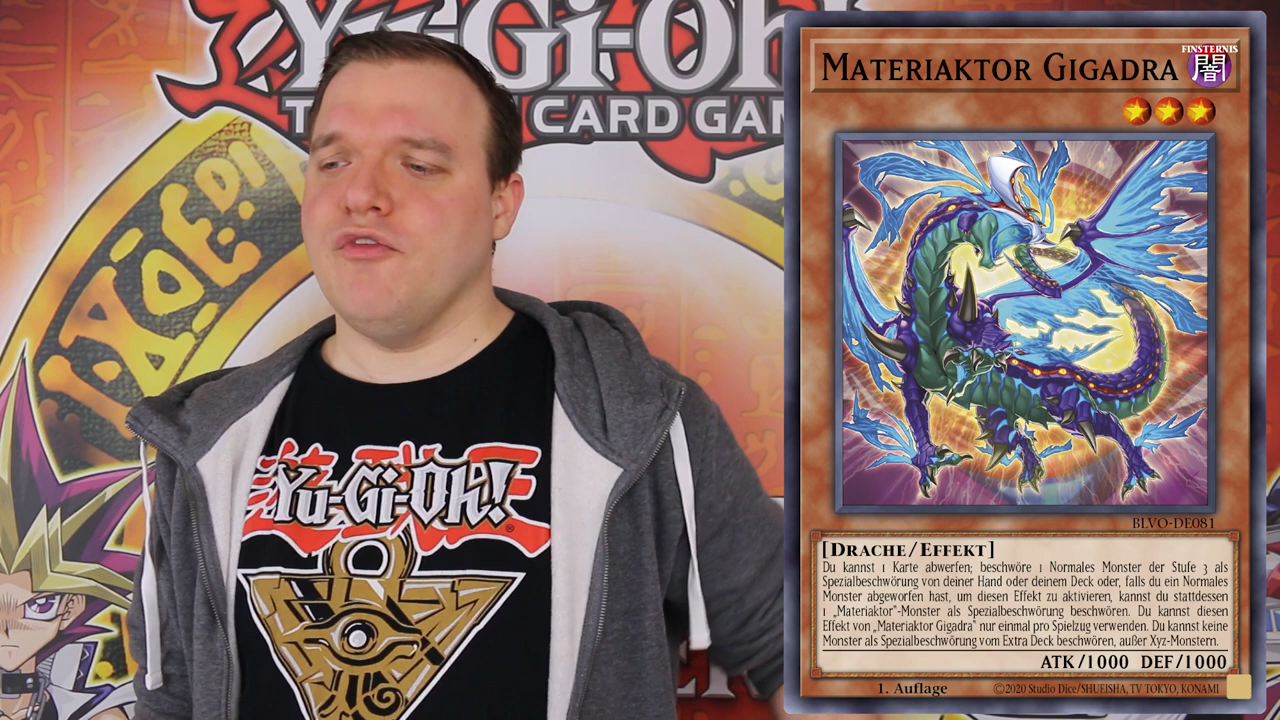 Yu-Gi-Oh!
CARD GAM
Yu-Gi-Oh!
MATERIAKTOR GIGADRA
FINSTERNIS
闇
BLVO-DE081
[DRACHE/EFFEKT]
Du kannst 1 Karte abwerfen; beschwöre 1 Normales Monster der Stufe 3 als
Spezialbeschwörung von deiner Hand oder deinem Deck oder, falls du ein Normales
Monster abgeworfen hast, um diesen Effekt zu aktivieren, kannst du stattdessen
1 „Materiaktor“-Monster als Spezialbeschwörung beschwören. Du kannst diesen
Effekt von „Materiaktor Gigadra“ nur einmal pro Spielzug verwenden. Du kannst keine
Monster als Spezialbeschwörung vom Extra Deck beschwören, außer Xyz-Monstern.
ATK/1000 DEF/1000
1. Auflage
©2020 Studio Dice/SHUEISHA, TV TOKYO, KONAMI